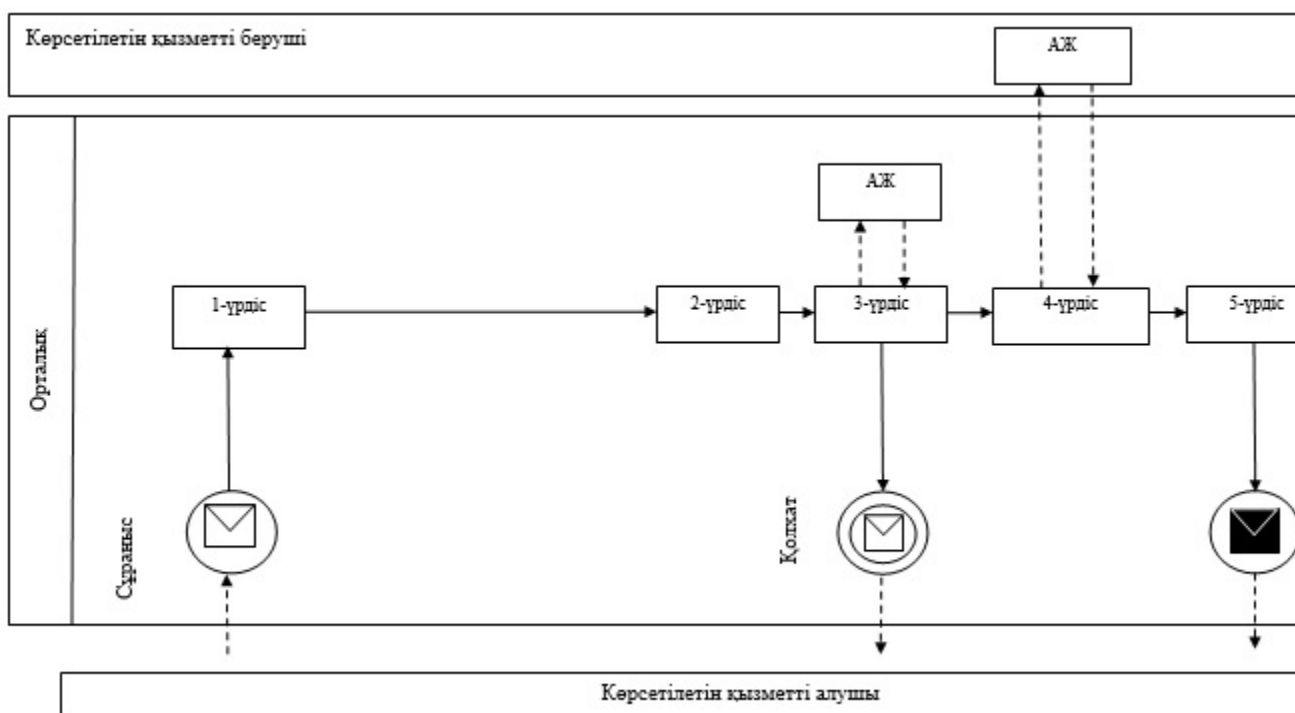 Көрсетілетін қызметті беруші
АЖ
АЖ
1-үрдіс
2-үрдіс
3-үрдіс
4-үрдіс
5-үрдіс
Орталық
Сұраныс
Қолхат
Көрсетілетін қызметті алушы